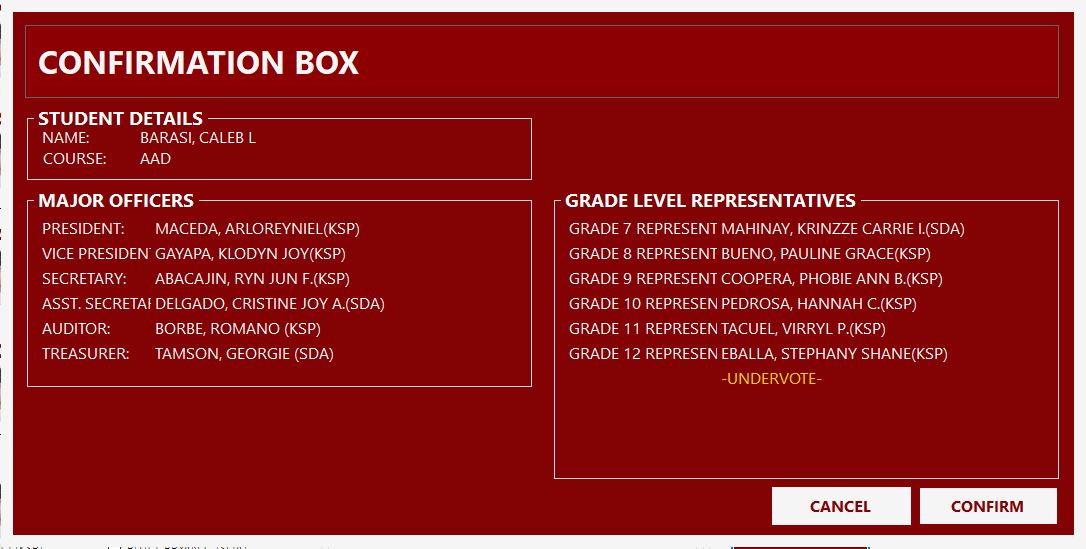 CONFIRMATION BOX
STUDENT DETAILS
NAME: BARASI, CALEB L
COURSE: AAD
MAJOR OFFICERS
PRESIDENT: MACEDA, ARLOREYNIEL(KSP)
VICE PRESIDEN GAYAPA, KLODYN JOY(KSP)
SECRETARY: ABACAJIN, RYN JUN F.(KSP)
ASST. SECRETAR DELGADO, CRISTINE JOY A.(SDA)
AUDITOR: BORBE, ROMANO (KSP)
TREASURER: TAMSON, GEORGIE (SDA)
GRADE LEVEL REPRESENTATIVES
GRADE 7 REPRESENT MAHINAY, KRINZZE CARRIE I.(SDA)
GRADE 8 REPRESENT BUENO, PAULINE GRACE(KSP)
GRADE 9 REPRESENT COOPERA, PHOBIE ANN B.(KSP)
GRADE 10 REPRESEN PEDROSA, HANNAH C.(KSP)
GRADE 11 REPRESEN TACUEL, VIRRYL P.(KSP)
GRADE 12 REPRESEN EBALLA, STEPHANY SHANE(KSP)
-UNDERVOTE-
CANCEL CONFIRM